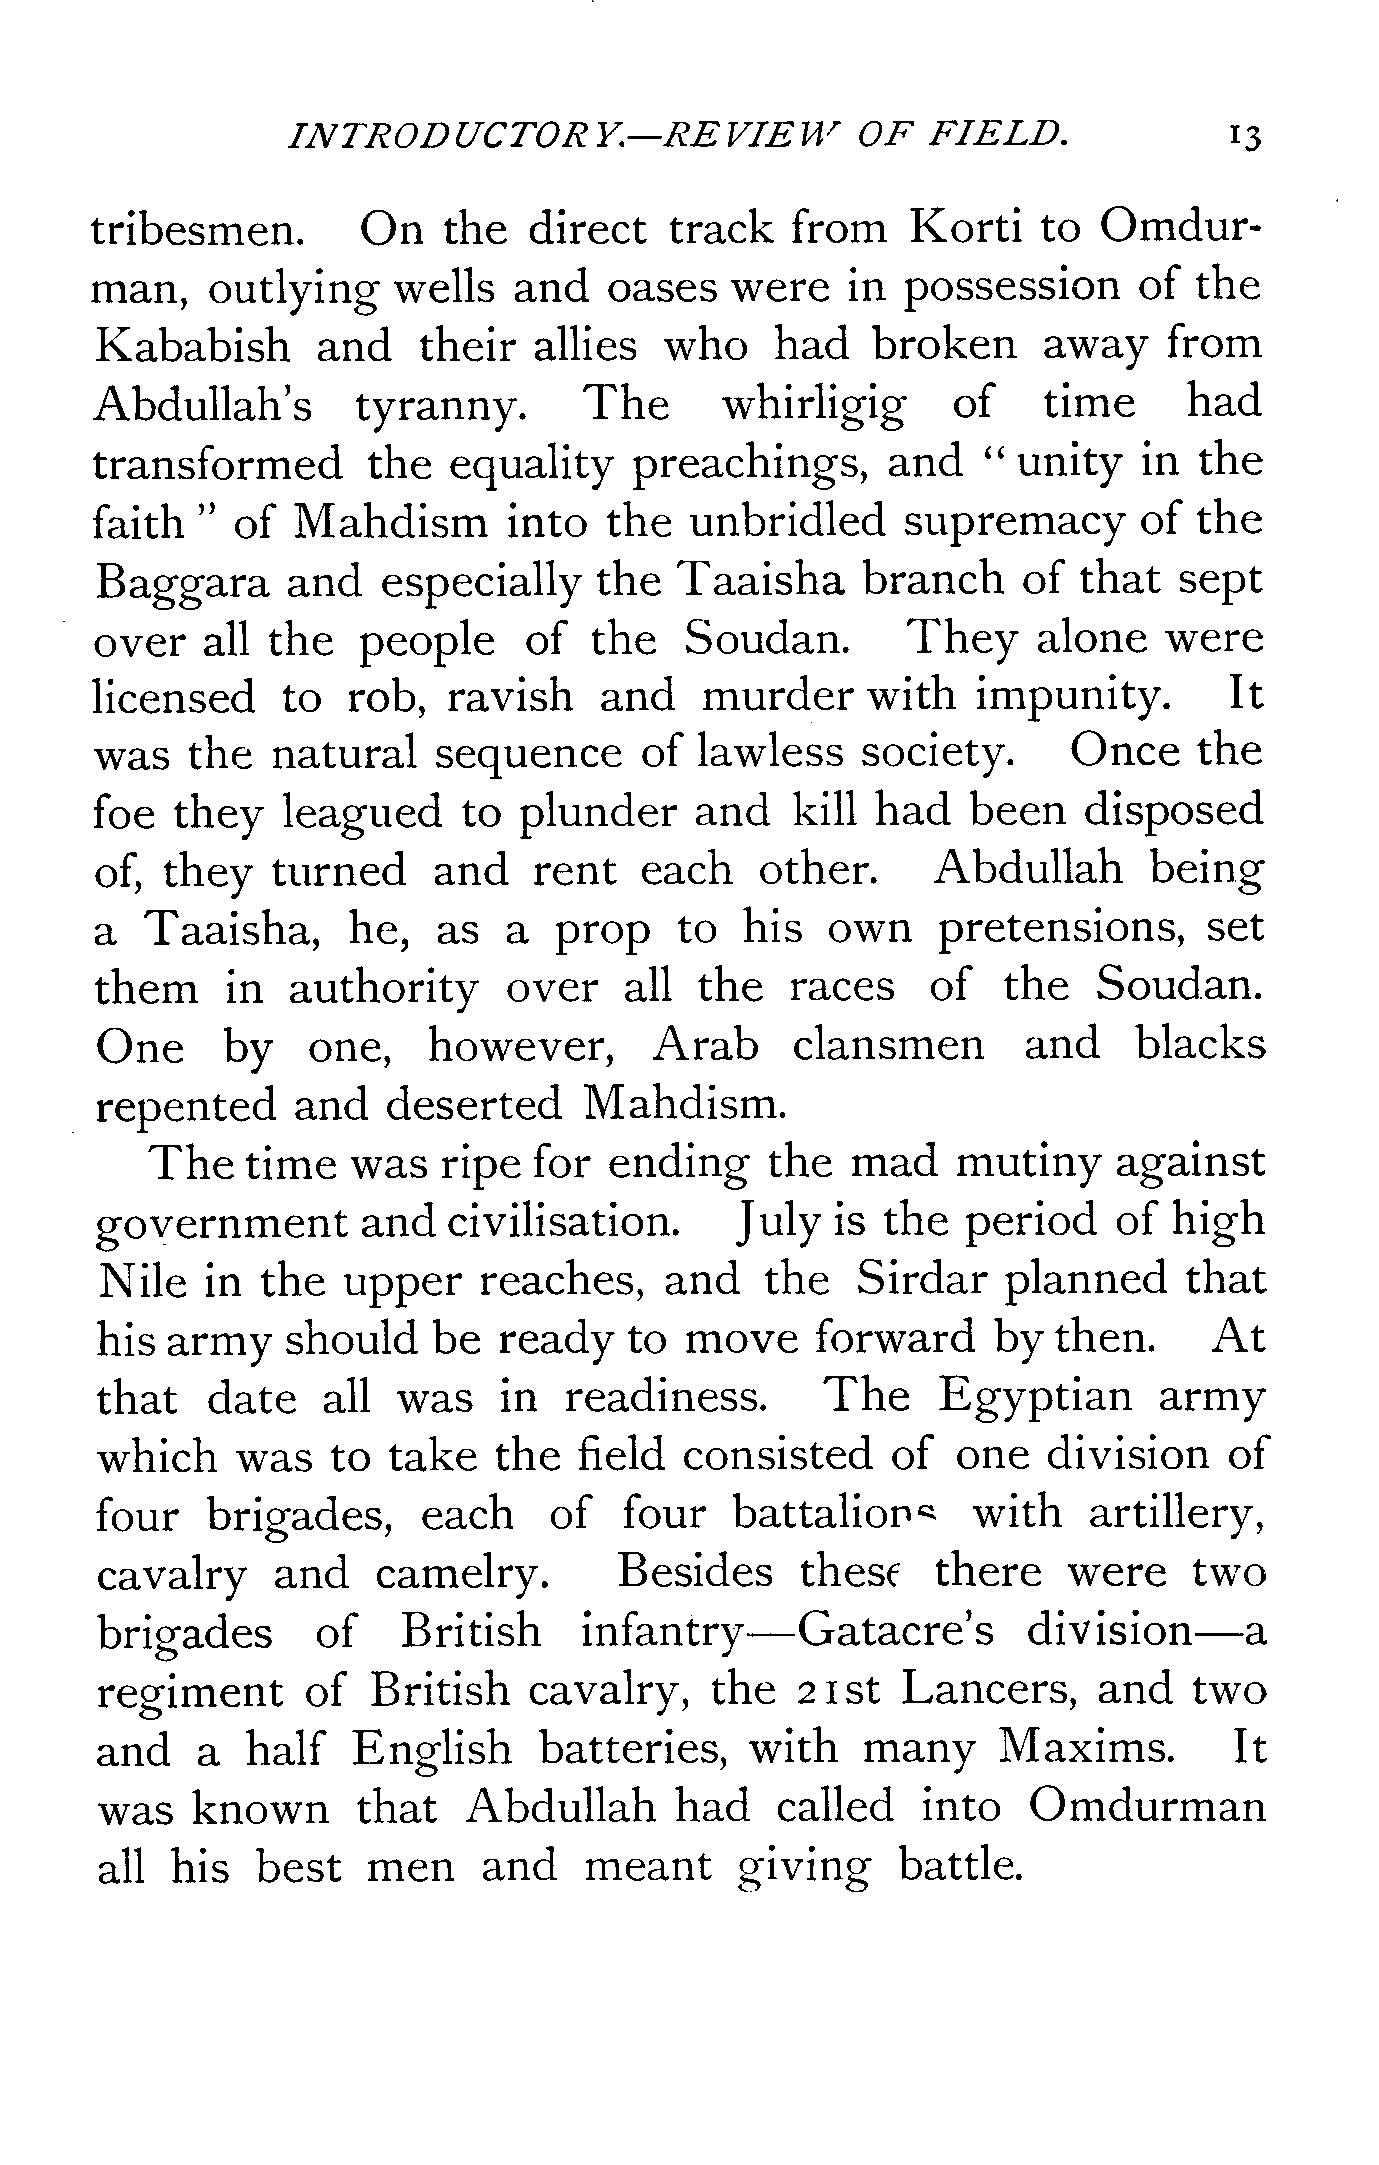 INTRODUCTORY.—REVIEW OF FIELD. 13
tribesmen. On the direct track from Korti to Omdur-
man, outlying wells and oases were in possession of the
Kababish and their allies who had broken away from
Abdullah's tyranny. The whirligig of time had
transformed the equality preachings, and “ unity in the
faith ” of Mahdism into the unbridled supremacy of the
Baggara and especially the Taaisha branch of that sept
over all the people of the Soudan. They alone were
licensed to rob, ravish and murder with impunity. It
was the natural sequence of lawless society. Once the
foe they leagued to plunder and kill had been disposed
of, they turned and rent each other. Abdullah being
a Taaisha, he, as a prop to his own pretensions, set
them in authority over all the races of the Soudan.
One by one, however, Arab clansmen and blacks
repented and deserted Mahdism.
The time was ripe for ending the mad mutiny against
government and civilisation. July is the period of high
Nile in the upper reaches, and the Sirdar planned that
his army should be ready to move forward by then. At
that date all was in readiness. The Egyptian army
which was to take the field consisted of one division of
four brigades, each of four battalions with artillery,
cavalry and camelry. Besides these there were two
brigades of British infantry—Gatacre's division—a
regiment of British cavalry, the 21st Lancers, and two
and a half English batteries, with many Maxims. It
was known that Abdullah had called into Omdurman
all his best men and meant giving battle.